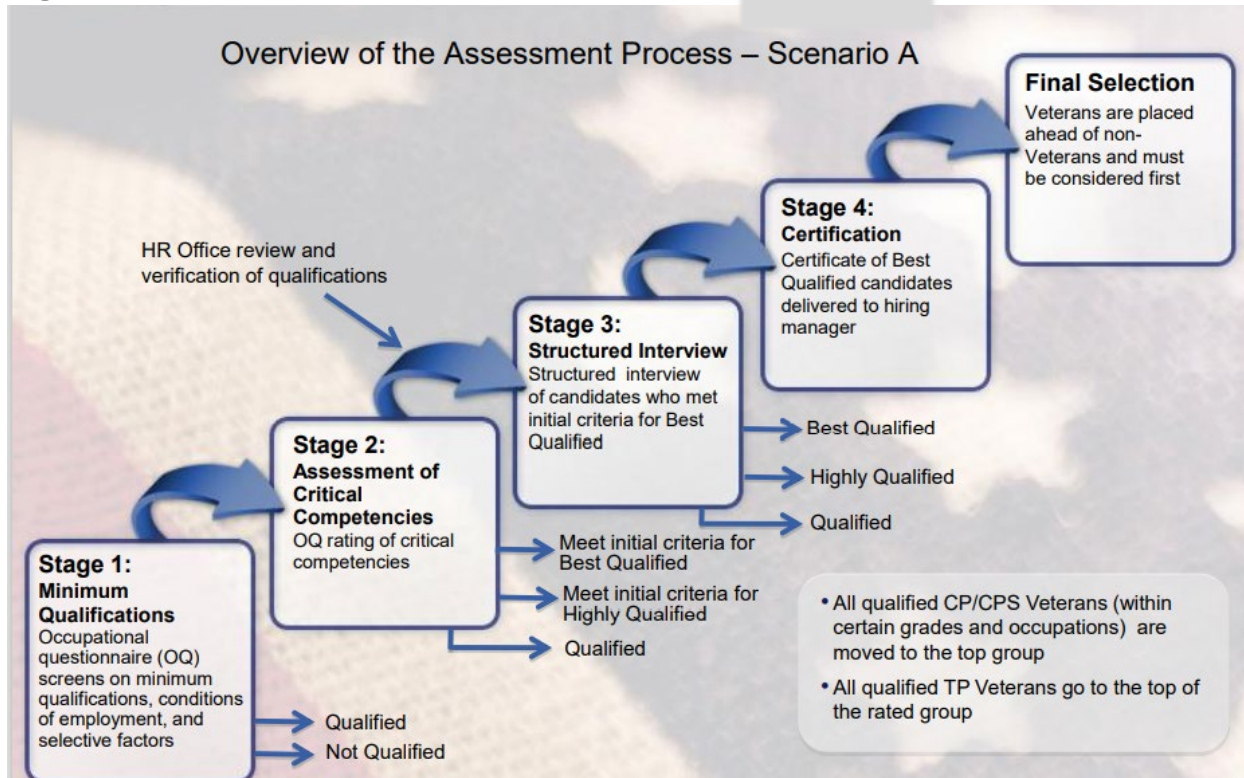 Overview of the Assessment Process – Scenario A
Final Selection
Veterans are placed
ahead of non-
Veterans and must
be considered first
Stage 4:
Certification
Certificate of Best
Qualified candidates
delivered to hiring
manager
HR Office review and
verification of qualifications
Stage 3:
Structured Interview
Structured interview
of candidates who met
initial criteria for Best
Qualified
Best Qualified
Highly Qualified
Qualified
Stage 2:
Assessment of
Critical
Competencies
OQ rating of critical
competencies
Meet initial criteria for
Best Qualified
Meet initial criteria for
Highly Qualified
Qualified
Stage 1:
Minimum
Qualifications
Occupational
questionnaire (OQ)
screens on minimum
qualifications, conditions
of employment, and
selective factors
Qualified
Not Qualified
• All qualified CP/CPS Veterans (within
certain grades and occupations) are
moved to the top group
• All qualified TP Veterans go to the top of
the rated group